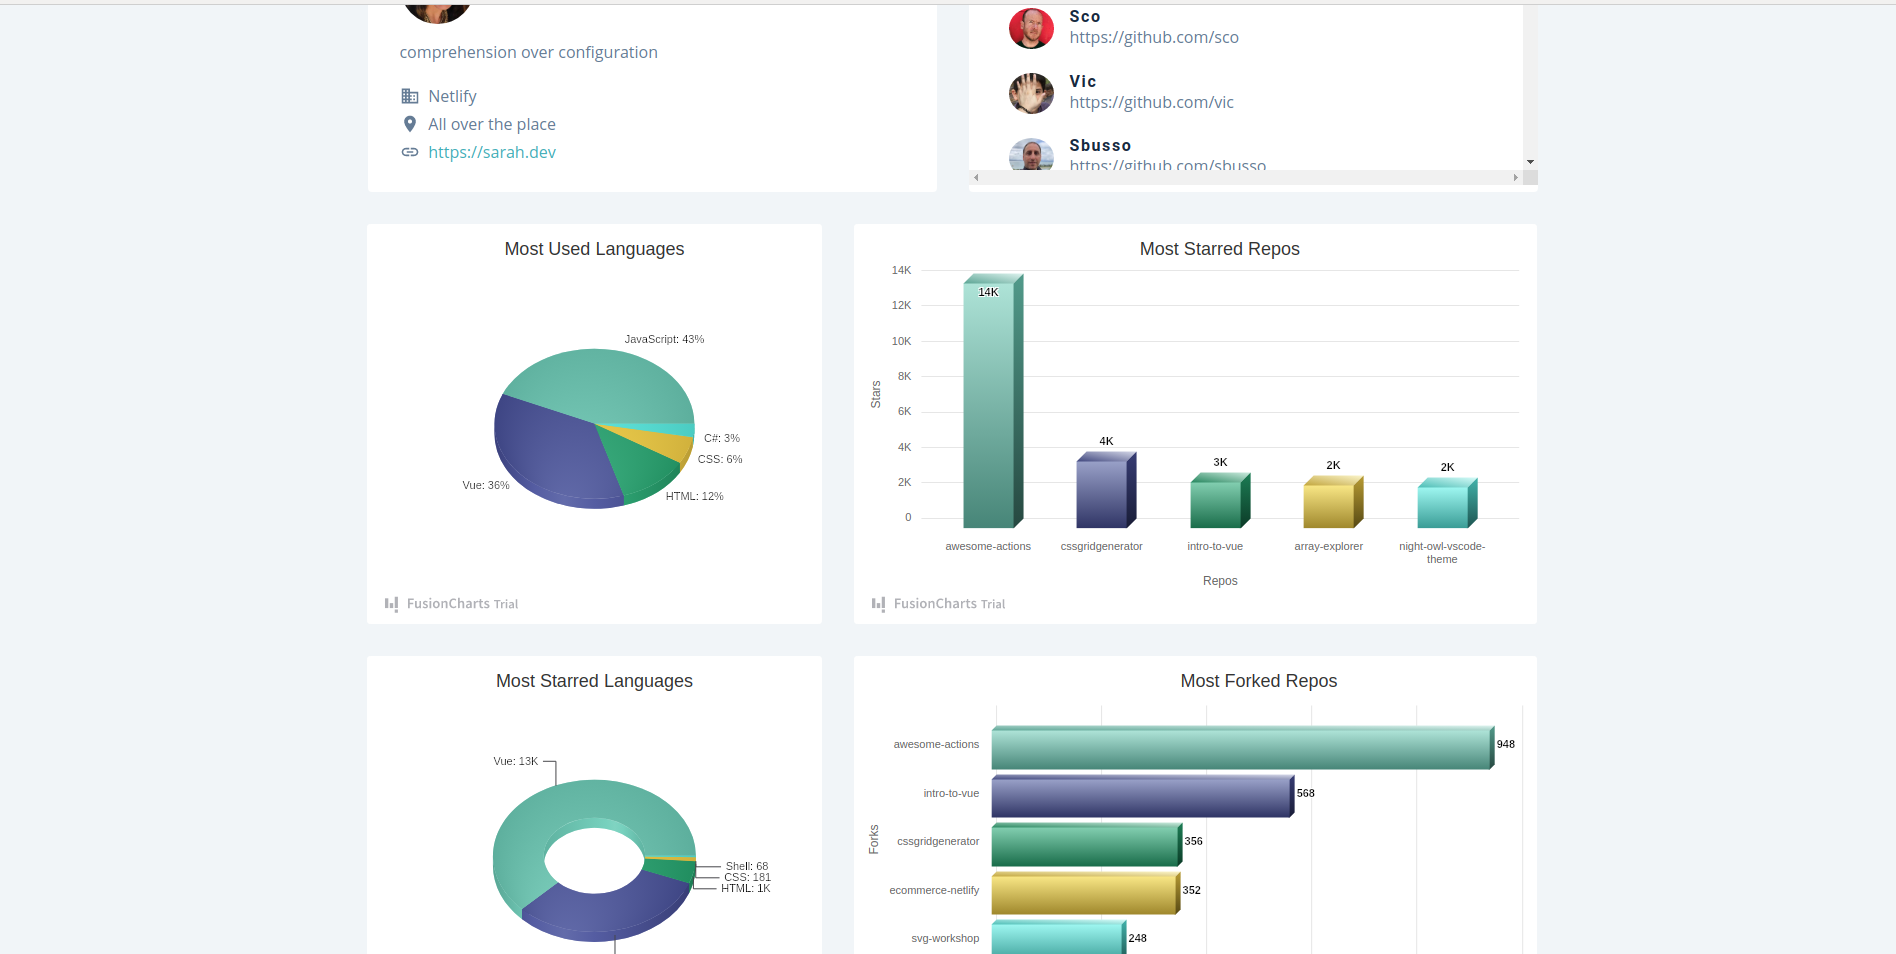 comprehension over configuration
Netlify
All over the place
https://sarah.dev
Sco
https://github.com/sco
Vic
https://github.com/vic
Sbusso
https://github.com/sbusso
Most Used Languages
JavaScript: 43%
C#: 3%
CSS: 6%
Vue: 36%
HTML: 12%
FusionCharts Trial
Most Starred Repos
14K
12K
10K
8K
6K
4K
2K
0
Stars
14K
4K
3K
2K
2K
awesome-actions
cssgridgenerator
intro-to-vue
array-explorer
night-owl-vscode-
theme
Repos
FusionCharts Trial
Most Starred Languages
Vue: 13K
Shell: 68
CSS: 181
HTML: 1K
Most Forked Repos
Forks
awesome-actions 948
intro-to-vue 568
cssgridgenerator 356
ecommerce-netlify 352
svg-workshop 248